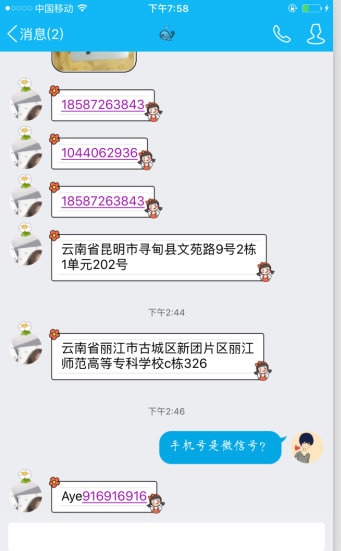 中国移动 下午7:58
消息(2)
18587263843
1044062936
18587263843
云南省昆明市寻甸县文苑路9号2栋
1单元202号
下午2:44
云南省丽江市古城区新团片区丽江
师范高等专科学校c栋326
下午2:46
手机号是微信号?
Aye916916916